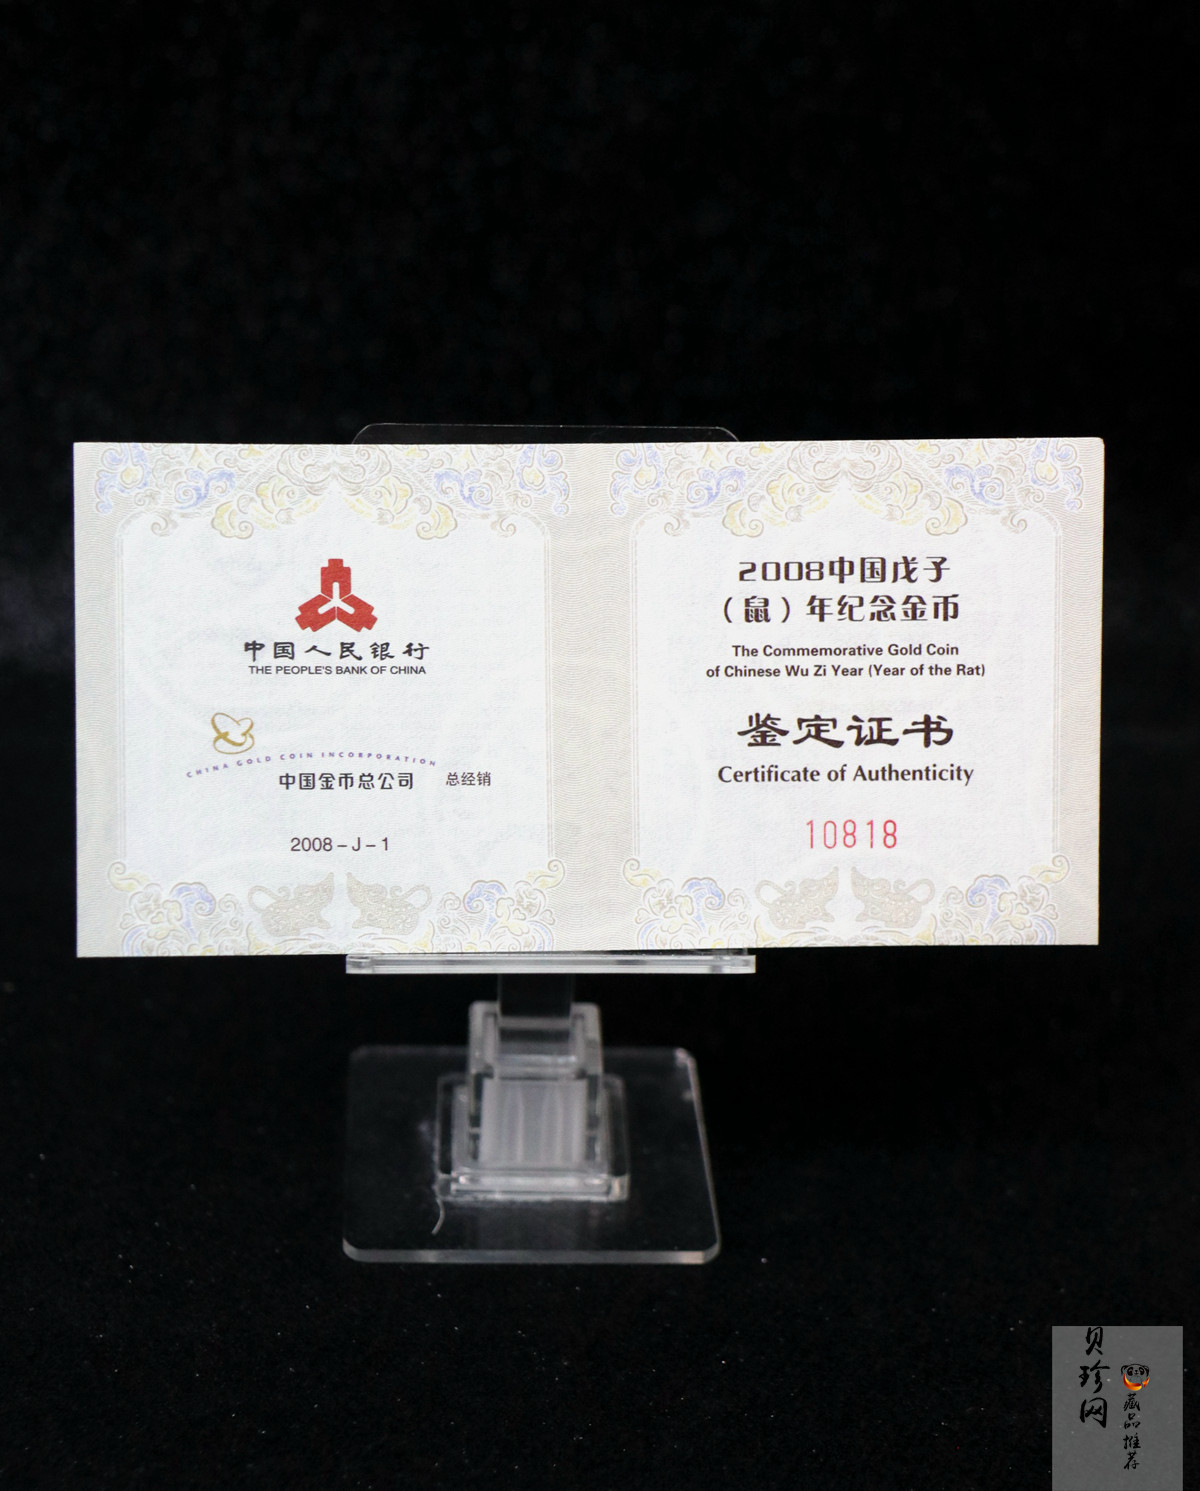 中国人民银行
THE PEOPLE'S BANK OF CHINA
CHINA GOLD COIN INCORPORATION
中国金币总公司 总经销
2008-J-1
2008中国戊子
（鼠）年纪念金币
The Commemorative Gold Coin
of Chinese Wu Zi Year (Year of the Rat)
鉴定证书
Certificate of Authenticity
10818
贝珍网
藏品推荐